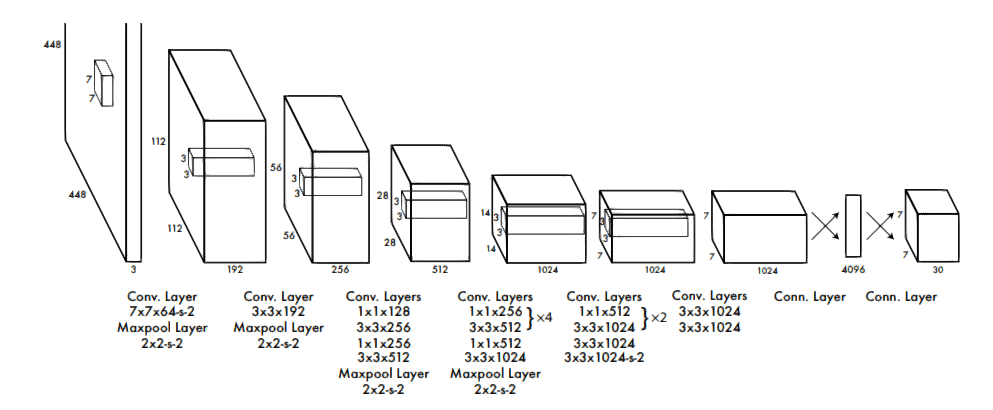 448
7
7
448
3
112
3
3
112
192
56
3
3
56
256
28
3
3
28
512
14
3
3
14
1024
7
3
3
7
1024
7
7
1024
4096
7
7
30
Conv. Layer
7x7x64-s-2
Maxpool Layer
2x2-s-2
Conv. Layer
3x3x192
Maxpool Layer
2x2-s-2
Conv. Layers
1x1x128
3x3x256
1x1x256
3x3x512
Maxpool Layer
2x2-s-2
Conv. Layers
1x1x256
3x3x512
} ×4
1x1x512
3x3x1024
Maxpool Layer
2x2-s-2
Conv. Layers
1x1x512
3x3x1024
} ×2
3x3x1024
3x3x1024-s-2
Conv. Layers
3x3x1024
3x3x1024
Conn. Layer
Conn. Layer